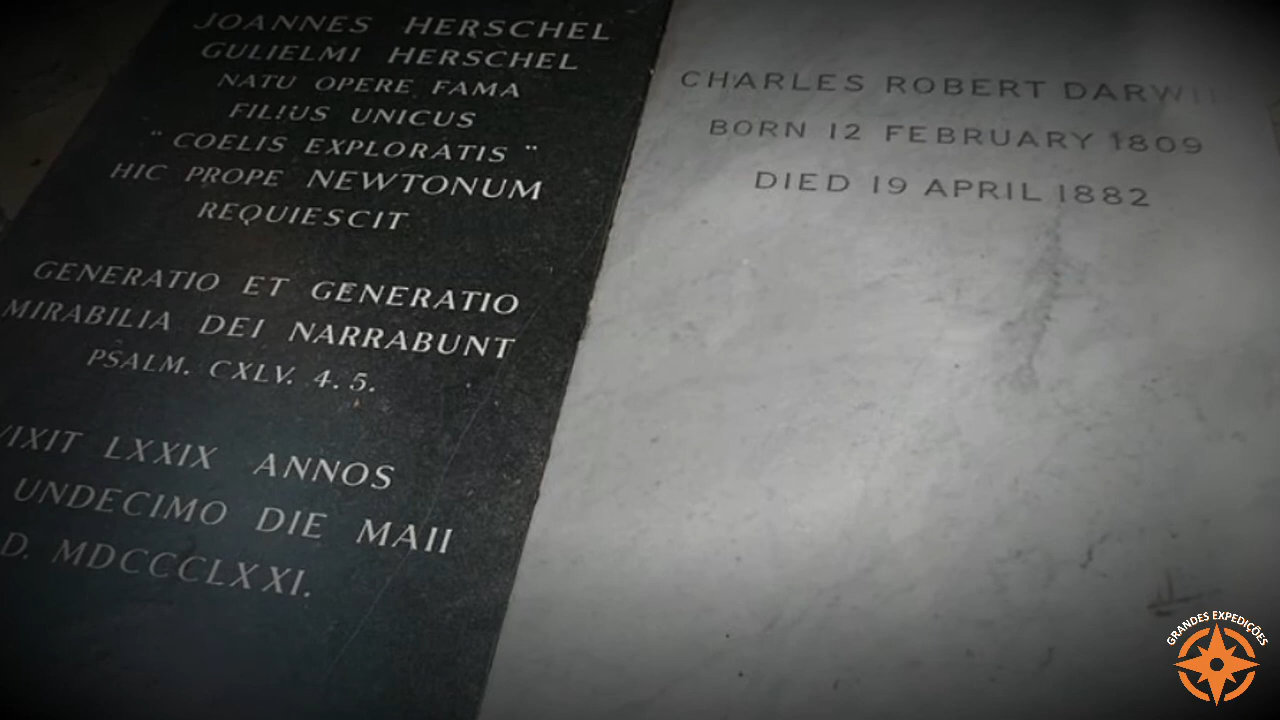 JOANNES HERSCHEL
GULIELMI HERSCHEL
NATU OPERE FAMA
FILIUS UNICUS
"COELIS EXPLORATIS"
HIC PROPE NEWTONUM
REQUIESCIT
GENERATIO ET GENERATIO
MIRABILIA DEI NARRABUNT
PSALM. CXLV. 4. 5.
VIXIT LXXIX ANNOS
UNDECIMO DIE MAII
D. MDCCCLXXI.
CHARLES ROBERT DARWIN
BORN 12 FEBRUARY 1809
DIED 19 APRIL 1882
GRANDES EXPEDIÇÕES